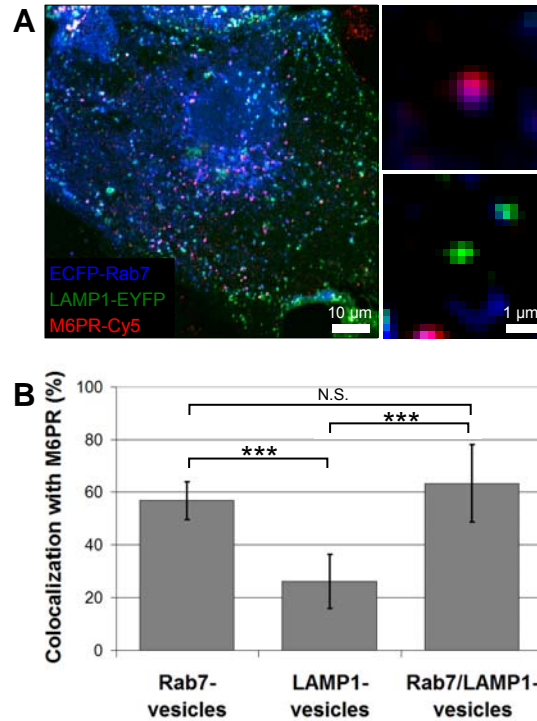 A
ECFP-Rab7
LAMP1-EYFP
M6PR-Cy5
10 µm
1 µm
B
Colocalization with M6PR (%)
100
80
60
40
20
0
N.S.
***
***
Rab7-
vesicles
LAMP1-
vesicles
Rab7/LAMP1-
vesicles